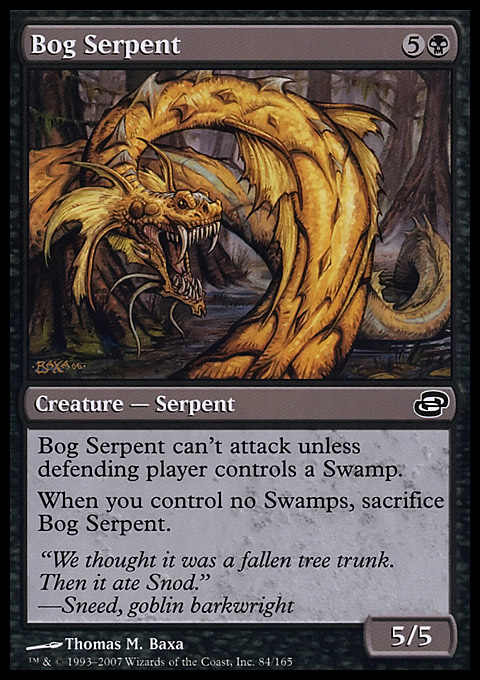 Bog Serpent 5
BAXA 06
Creature — Serpent
Bog Serpent can't attack unless
defending player controls a Swamp.
When you control no Swamps, sacrifice
Bog Serpent.
“We thought it was a fallen tree trunk.
Then it ate Snod.”
—Sneed, goblin barkwright
5/5
Thomas M. Baxa
™ & © 1993–2007 Wizards of the Coast, Inc. 84/165